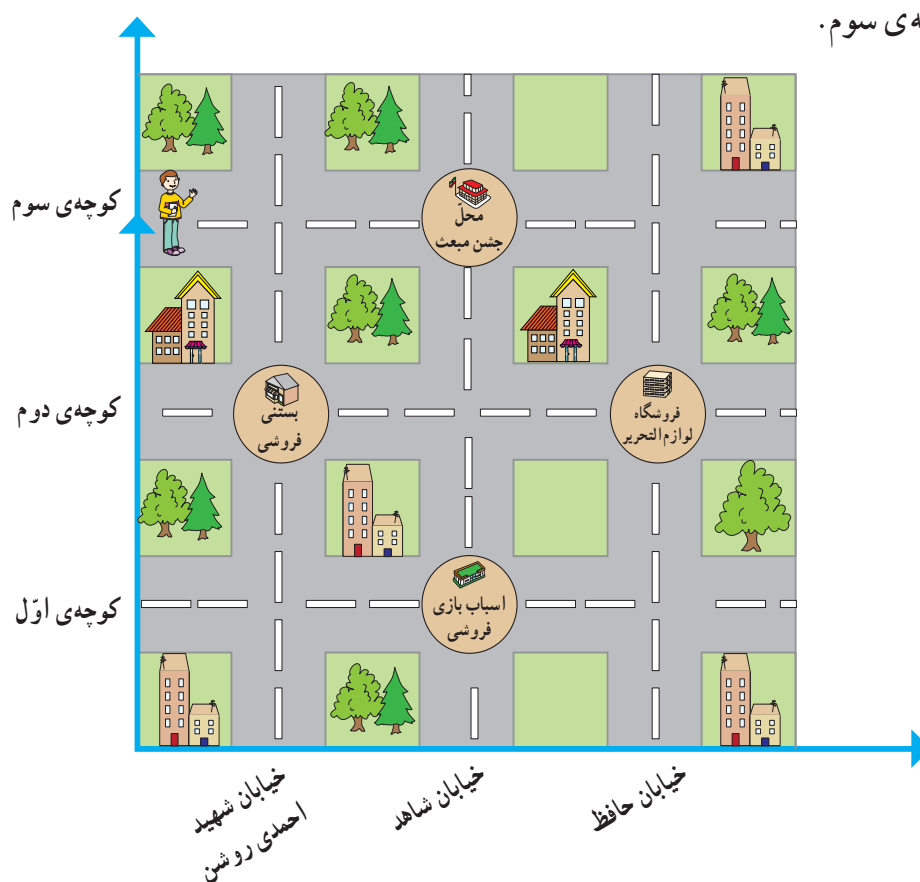 ـه‌ی سوم.
کوچه‌ی سوم
محلّ
جشن مبعث
کوچه‌ی دوم
بستنی
فروشی
فروشگاه
لوازم‌التحریر
کوچه‌ی اوّل
اسباب بازی
فروشی
خیابان شهید
احمدی روشن
خیابان شاهد
خیابان حافظ